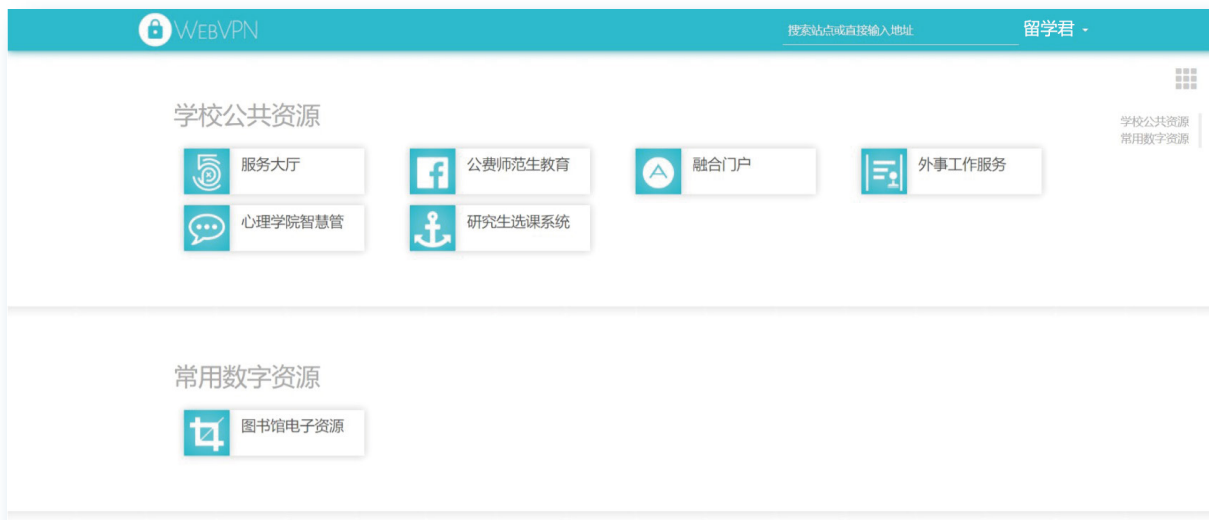 WEBVPN
搜索站点或直接输入地址
留学君
学校公共资源
常用数字资源
学校公共资源
服务大厅
公费师范生教育
融合门户
外事工作服务
心理学院智慧管
研究生选课系统
常用数字资源
图书馆电子资源